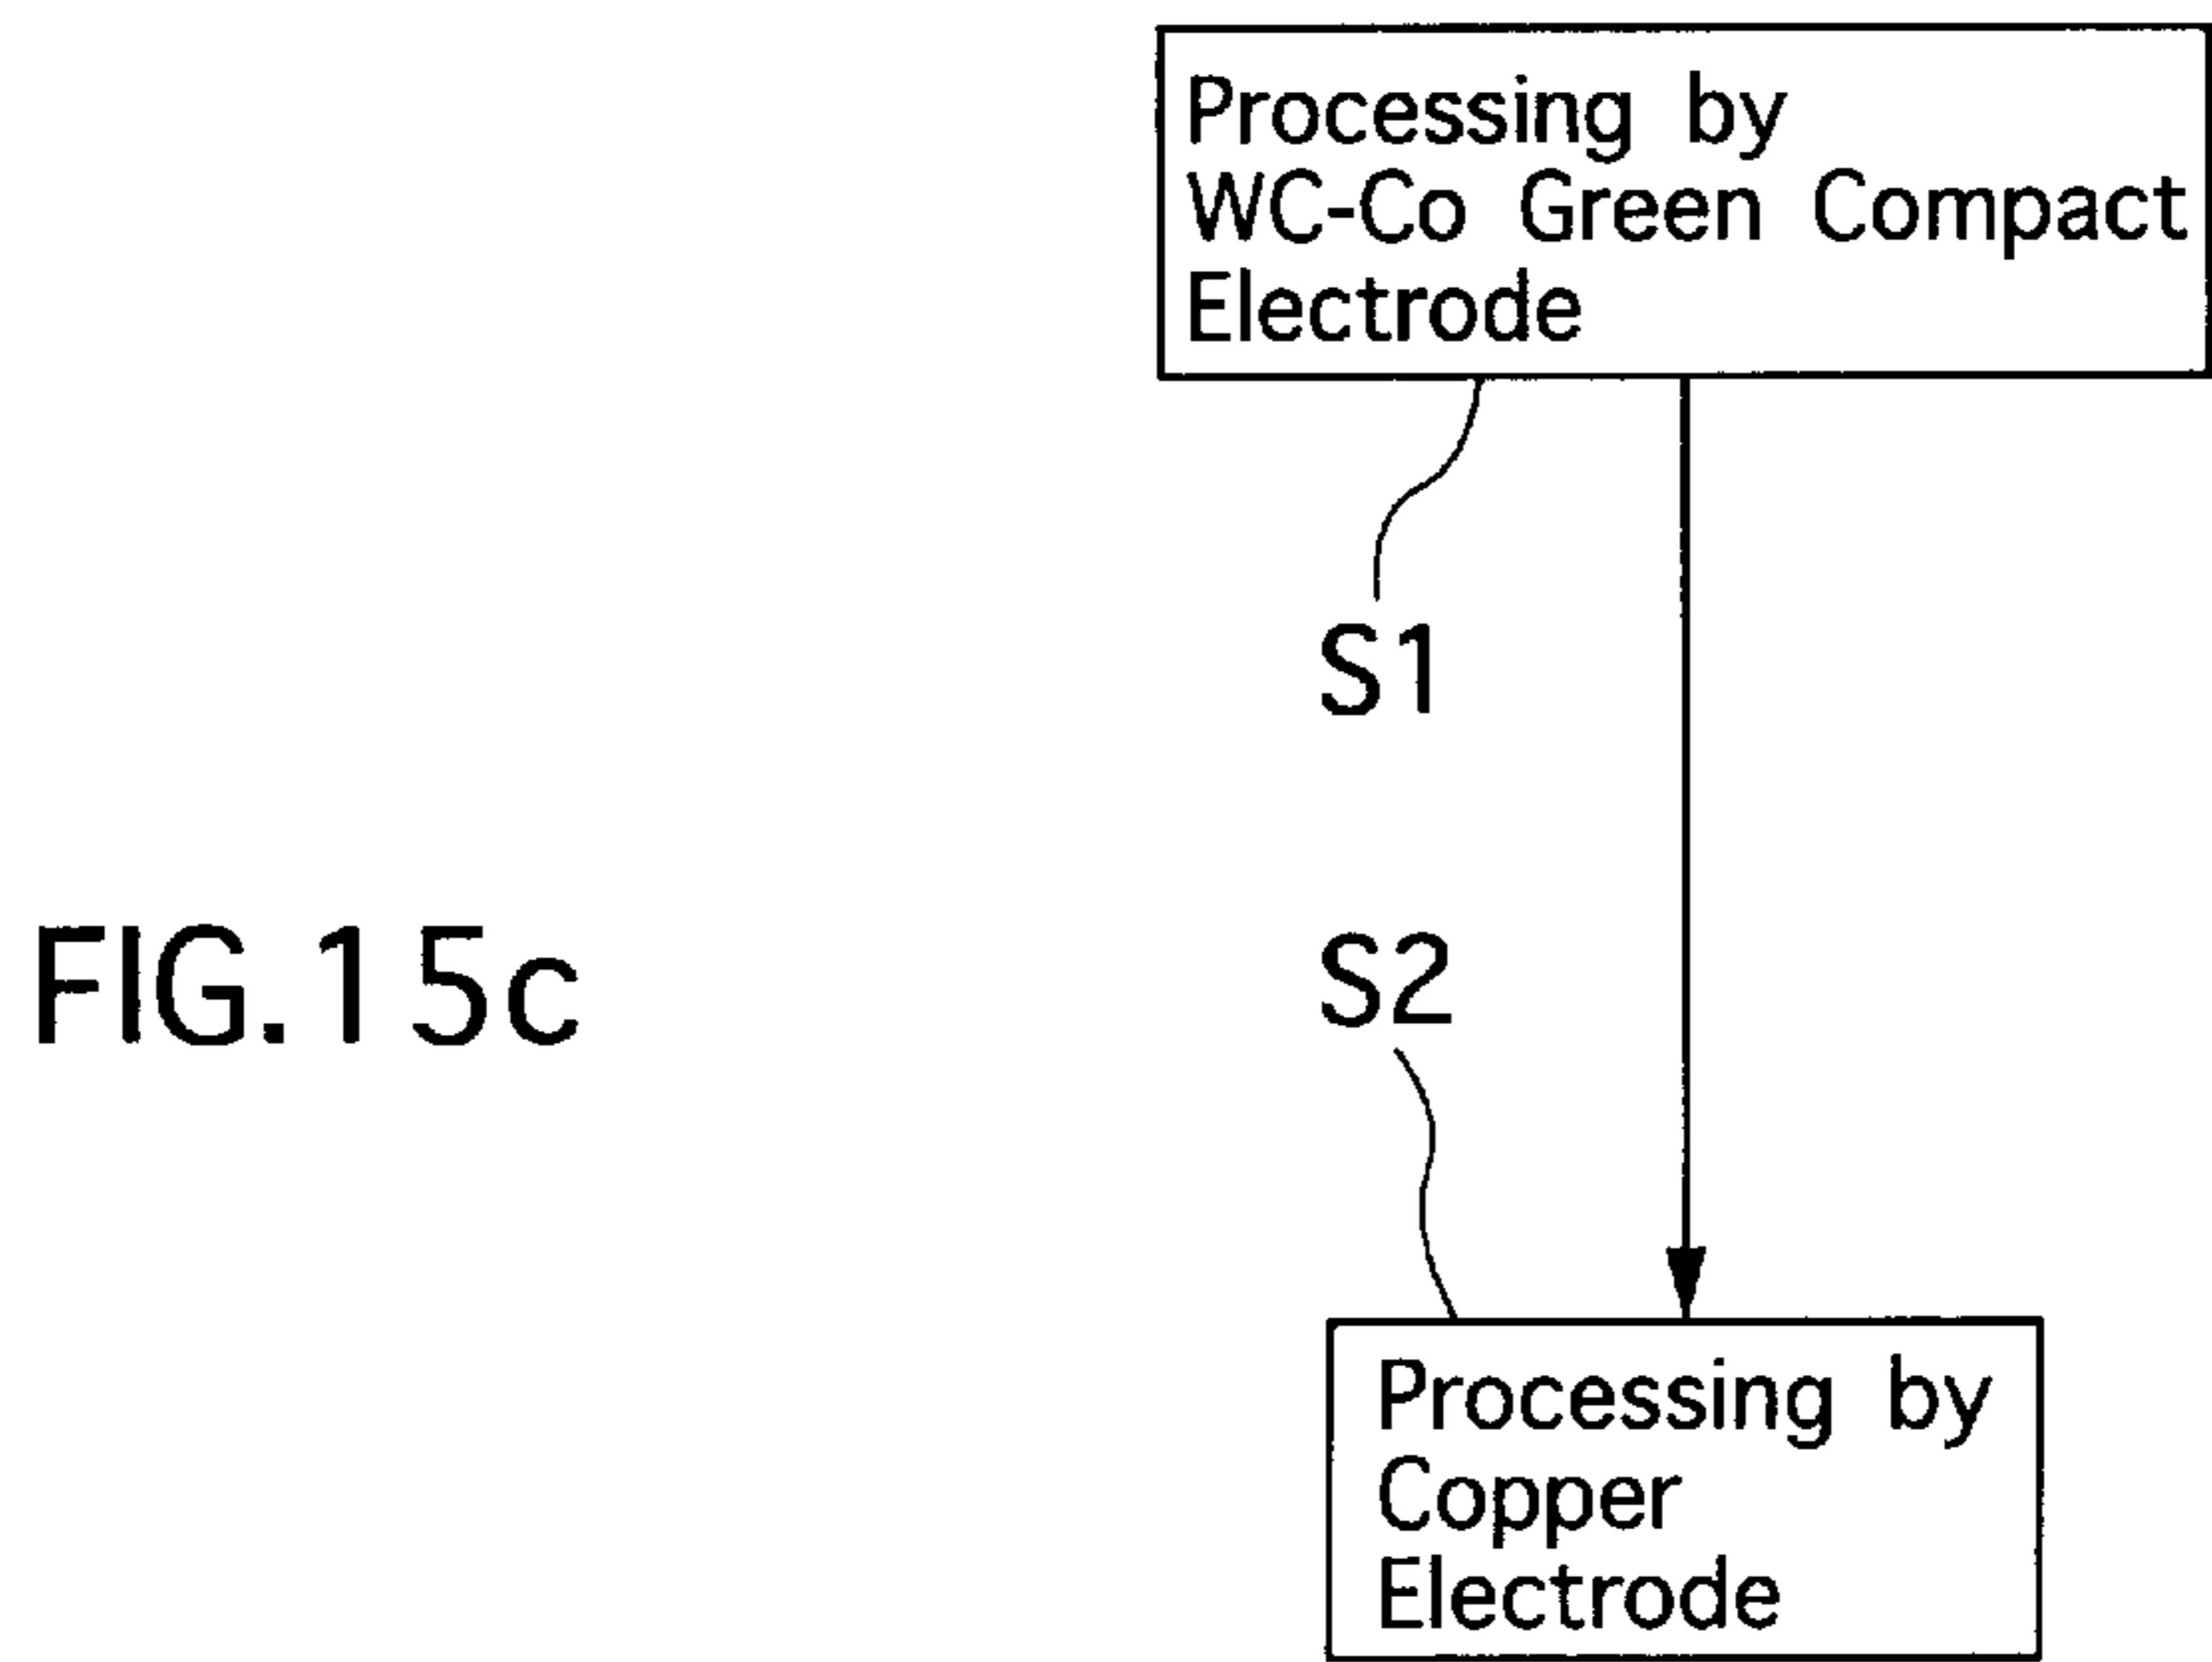 Processing by
WC-Co Green Compact
Electrode
S1
S2
FIG.15c
Processing by
Copper
Electrode